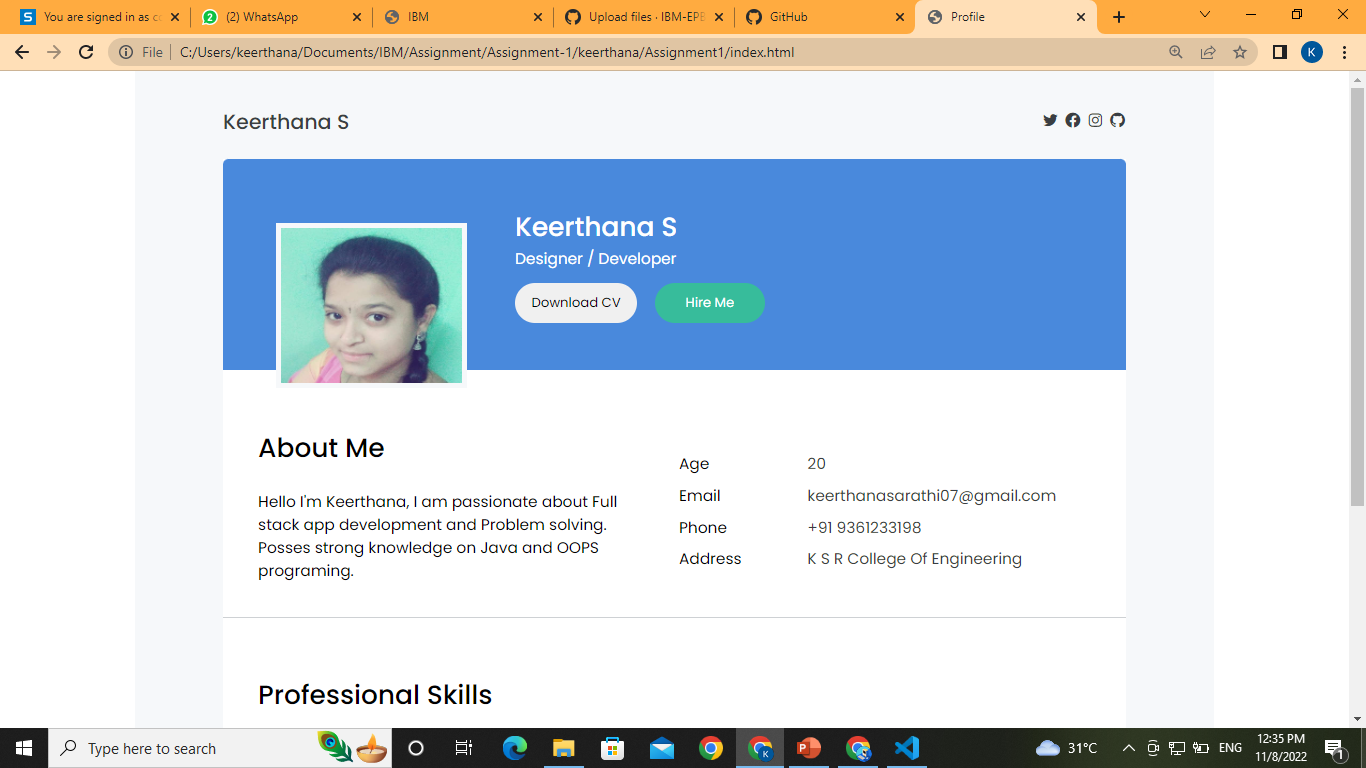 You are signed in as c
(2) WhatsApp
IBM
Upload files · IBM-EPB
GitHub
Profile
File
C:/Users/keerthana/Documents/IBM/Assignment/Assignment-1/keerthana/Assignment1/index.html
K
Keerthana S
Keerthana S
Designer / Developer
Download CV
Hire Me
About Me
Hello I'm Keerthana, I am passionate about Full
stack app development and Problem solving.
Posses strong knowledge on Java and OOPS
programing.
Age 20
Email keerthanasarathi07@gmail.com
Phone +91 9361233198
Address K S R College Of Engineering
Professional Skills
Type here to search
31°C
ENG
12:35 PM
11/8/2022
1